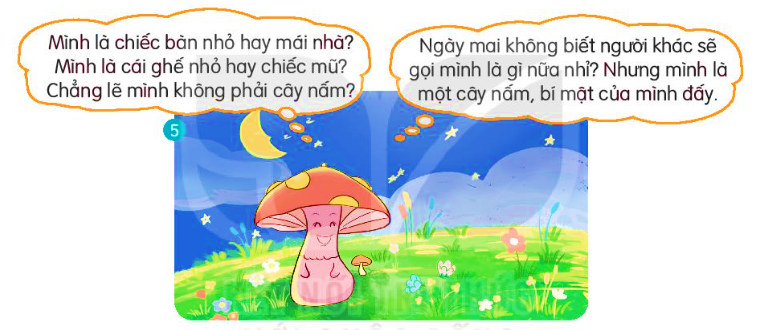 Mình là chiếc bàn nhỏ hay mái nhà?
Mình là cái ghế nhỏ hay chiếc mũ?
Chẳng lẽ mình không phải cây nấm?
Ngày mai không biết người khác sẽ
gọi mình là gì nữa nhỉ? Nhưng mình là
một cây nấm, bí mật của mình đấy.
5